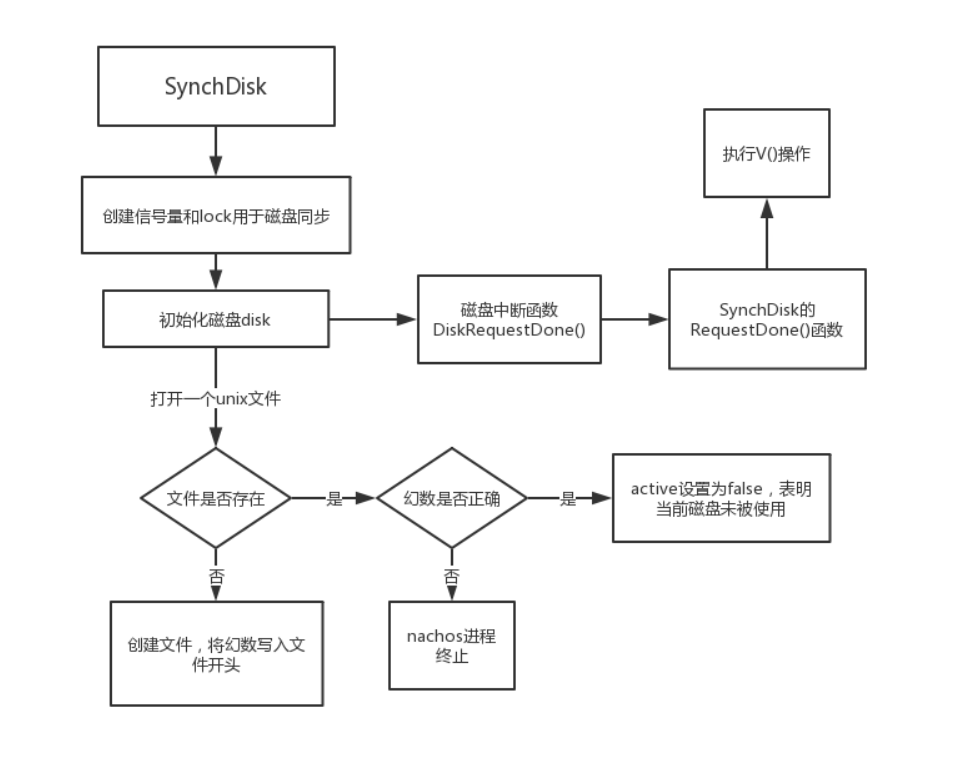 SynchDisk
执行V()操作
创建信号量和lock用于磁盘同步
初始化磁盘disk
磁盘中断函数
DiskRequestDone()
SynchDisk的
RequestDone()函数
打开一个unix文件
文件是否存在
是
幻数是否正确
是
active设置为false，表明
当前磁盘未被使用
否
否
创建文件，将幻数写入文
件开头
nachos进程
终止